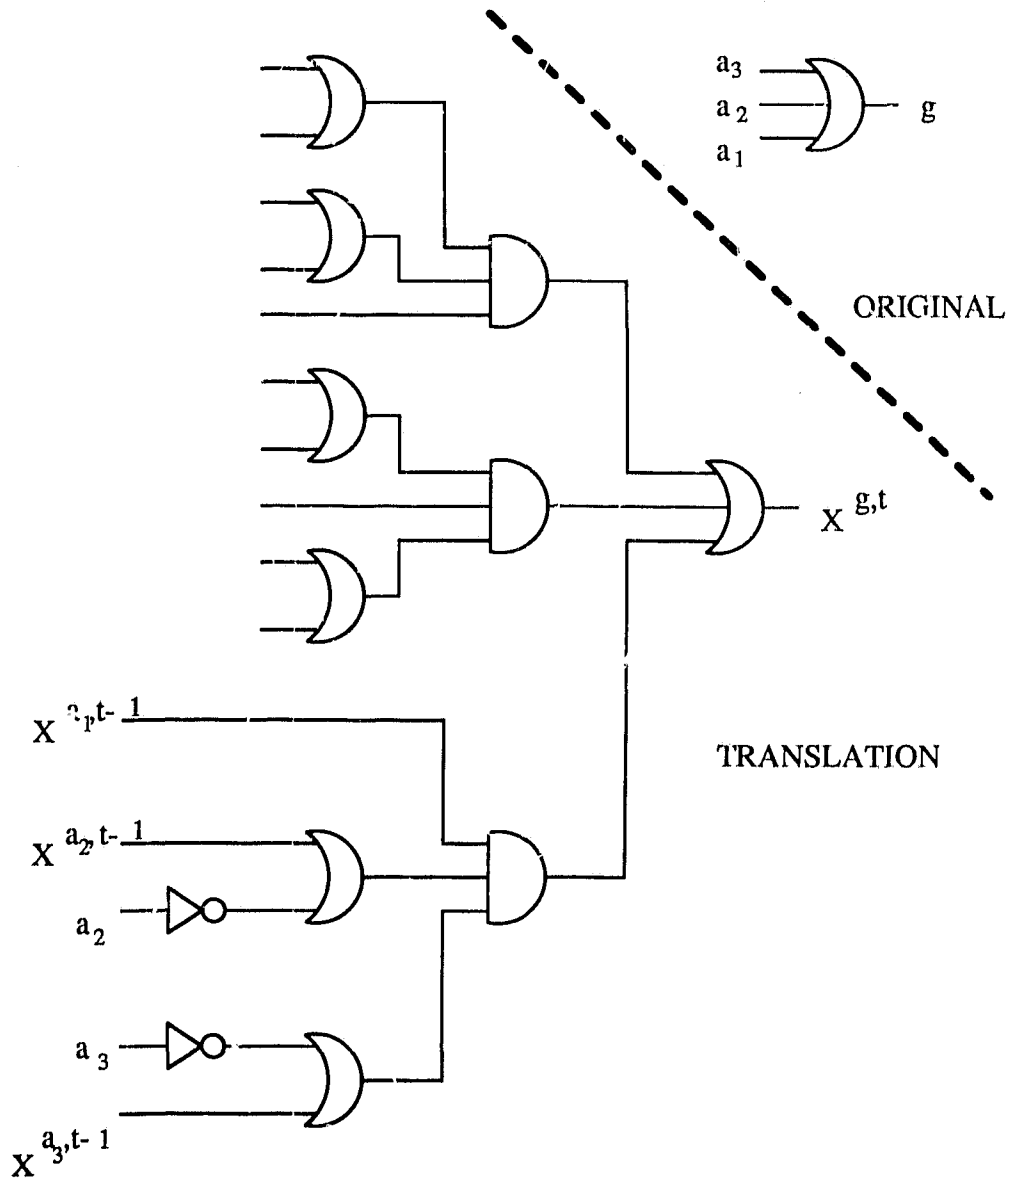 a3
a2
g
a1
ORIGINAL
X g,t
X a1,t-1
TRANSLATION
X a2,t-1
a2
a3
X a3,t-1